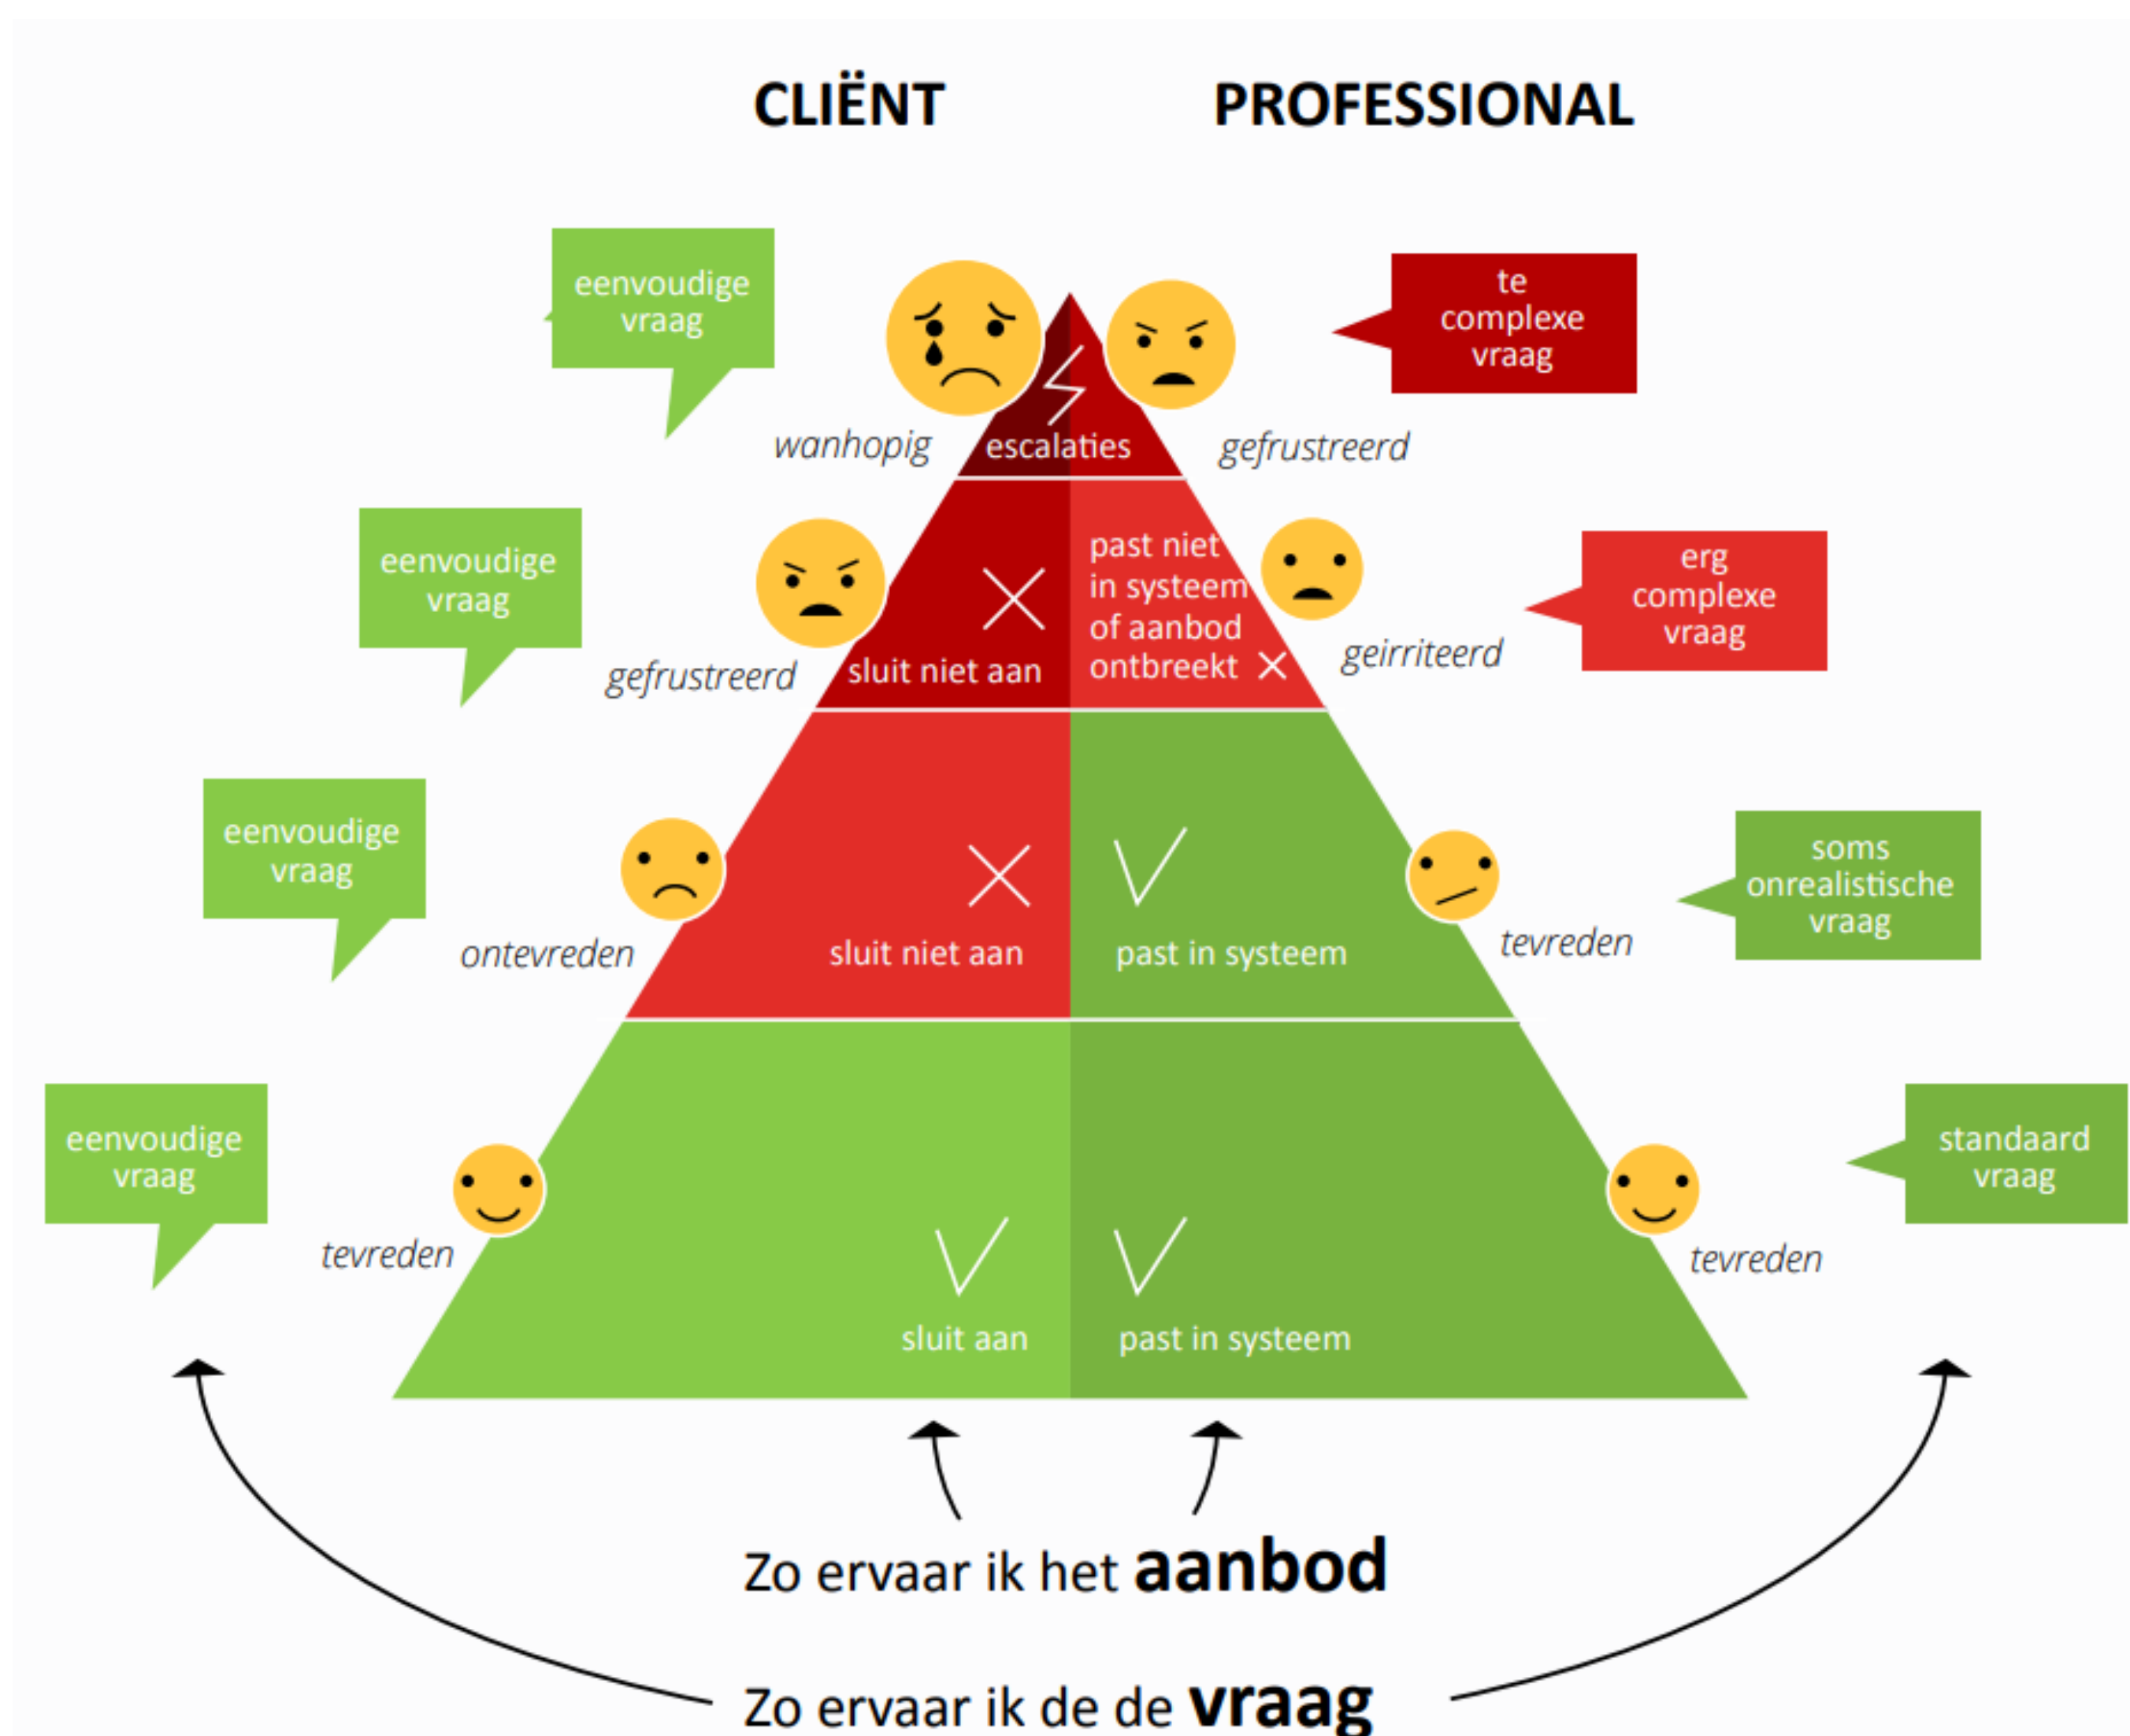 CLIËNT
PROFESSIONAL
eenvoudige
vraag
te
complexe
vraag
wanhopig
escalaties
gefrustreerd
eenvoudige
vraag
past niet
in systeem
of aanbod
ontbreekt
erg
complexe
vraag
gefrustreerd
sluit niet aan
geirriteerd
eenvoudige
vraag
soms
onrealistische
vraag
ontevreden
sluit niet aan
past in systeem
tevreden
eenvoudige
vraag
standaard
vraag
tevreden
sluit aan
past in systeem
tevreden
Zo ervaar ik het aanbod
Zo ervaar ik de de vraag